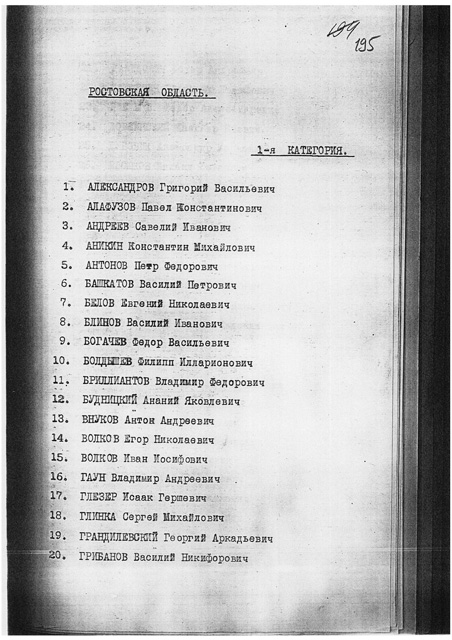 199
195
РОСТОВСКАЯ ОБЛАСТЬ.
1-я КАТЕГОРИЯ.
1. АЛЕКСАНДРОВ Григорий Васильевич
2. АЛАФУЗОВ Павел Константинович
3. АНДРЕЕВ Савелий Иванович
4. АНИКИН Константин Михайлович
5. АНТОНОВ Петр Федорович
6. БАШКАТОВ Василий Петрович
7. БЕЛОВ Евгений Николаевич
8. БЛИНОВ Василий Иванович
9. БОГАЧЕВ Федор Васильевич
10. БОЛДЫШЕВ Филипп Илларионович
11. БРИЛЛИАНТОВ Владимир Федорович
12. БУДНИЦКИЙ Ананий Яковлевич
13. ВНУКОВ Антон Андреевич
14. ВОЛКОВ Егор Николаевич
15. ВОЛКОВ Иван Иосифович
16. ГАУН Владимир Андреевич
17. ГЛЕЗЕР Исаак Гершевич
18. ГЛИНКА Сергей Михайлович
19. ГРАНДИЛЕВСКИЙ Георгий Аркадьевич
20. ГРИБАНОВ Василий Никифорович